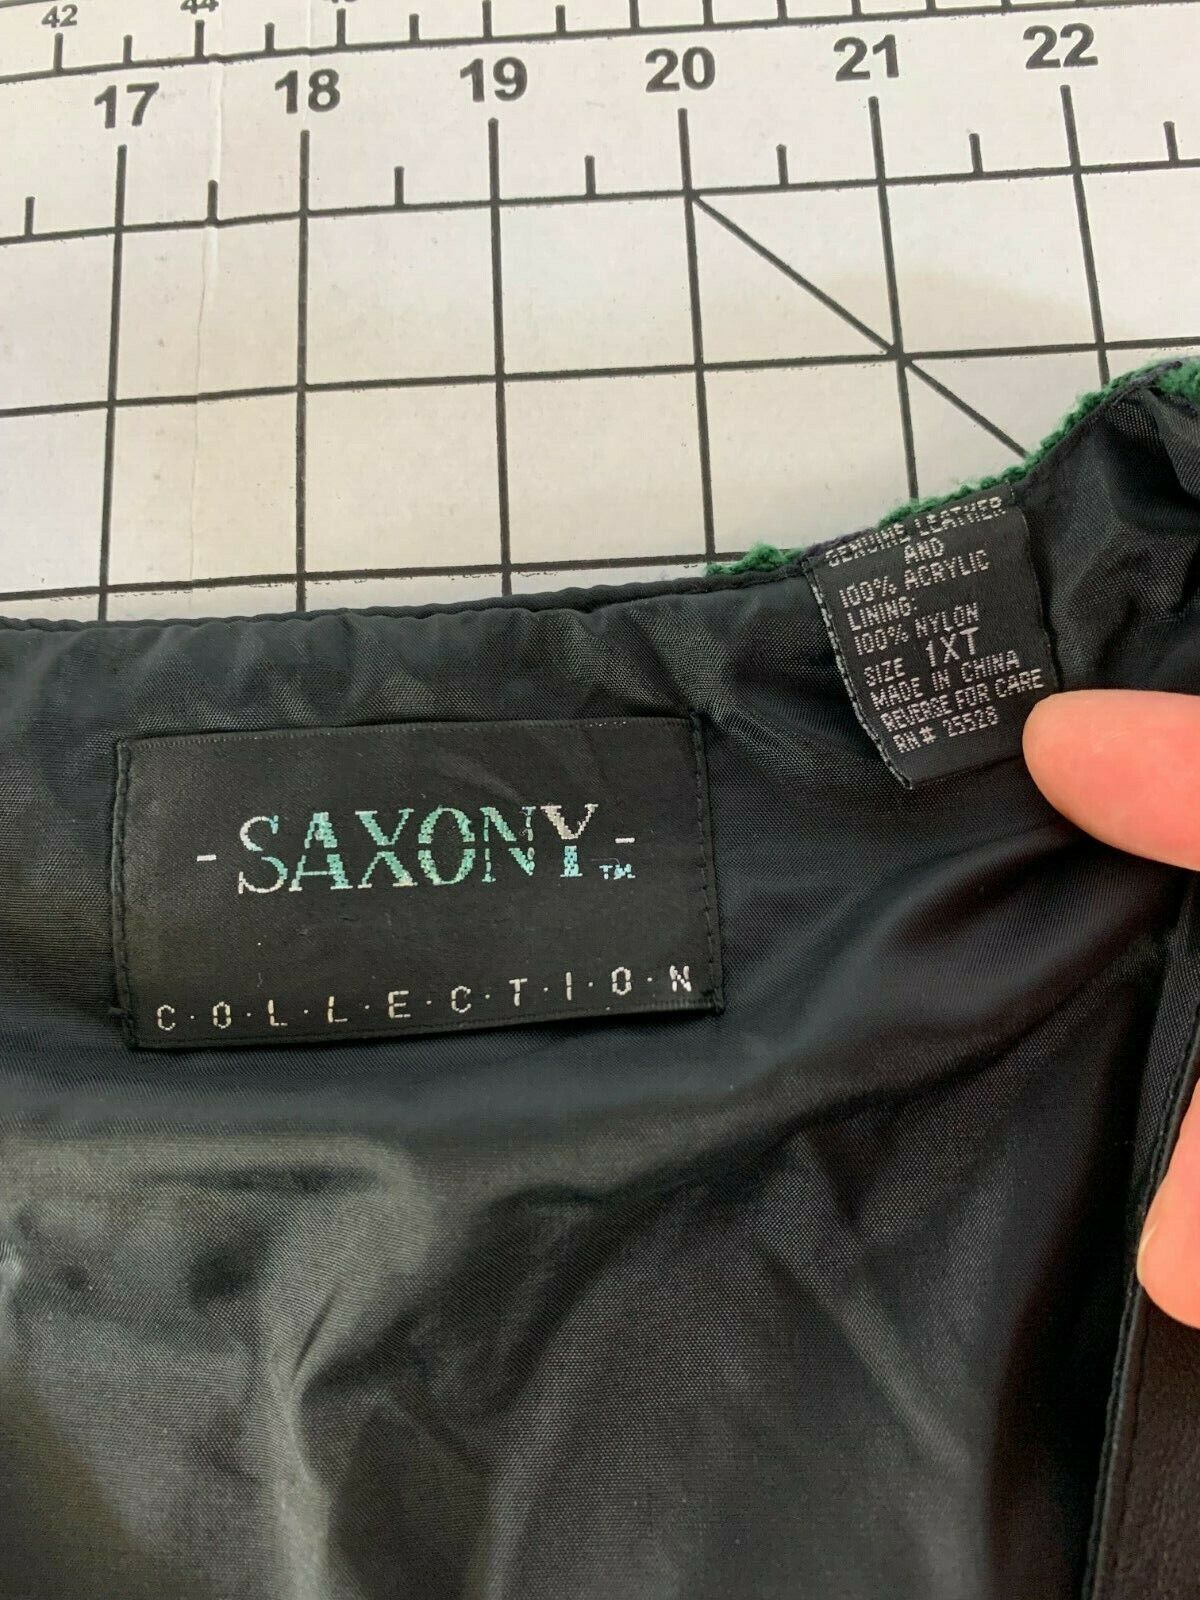 42 44
17 18 19 20 21 22
GENUINE LEATHER
AND
100% ACRYLIC
LINING:
100% NYLON
SIZE 1XT
MADE IN CHINA
REVERSE FOR CARE
RN#
-SAXONY-™
C·O·L·L·E·C·T·I·O·N